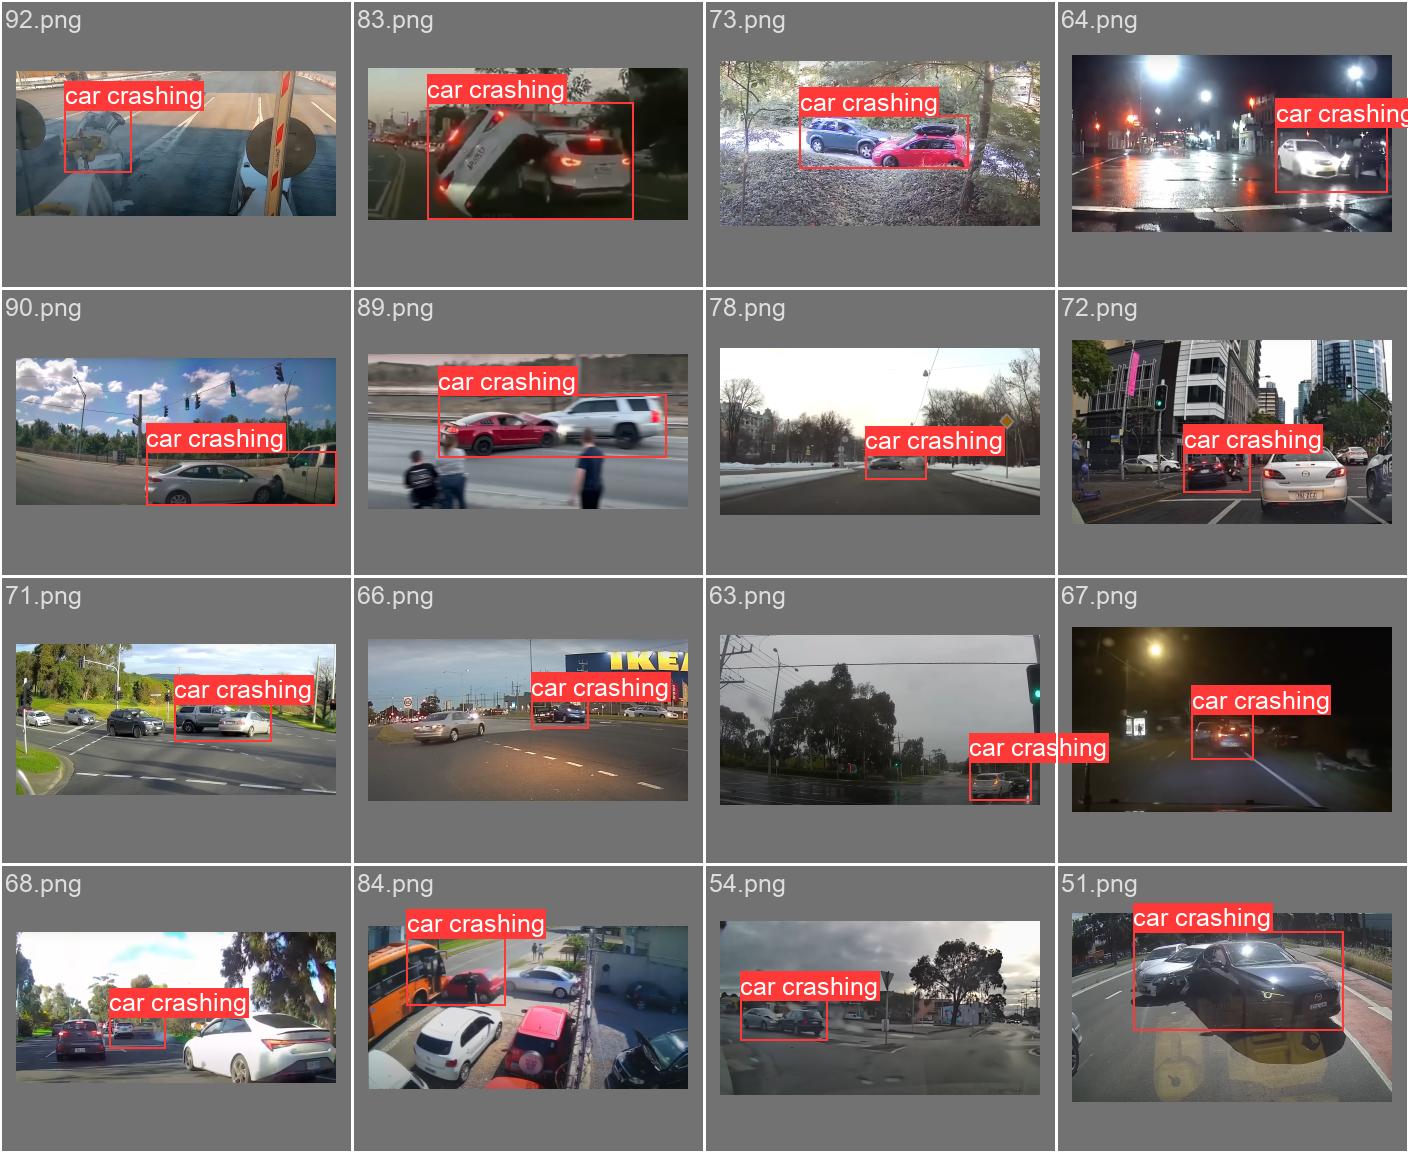 92.png
83.png
73.png
64.png
car crashing
car crashing
car crashing
car crashing
90.png
89.png
78.png
72.png
car crashing
car crashing
car crashing
car crashing
71.png
66.png
63.png
67.png
car crashing
IKEA
car crashing
car crashing
car crashing
68.png
84.png
54.png
51.png
car crashing
car crashing
car crashing
car crashing